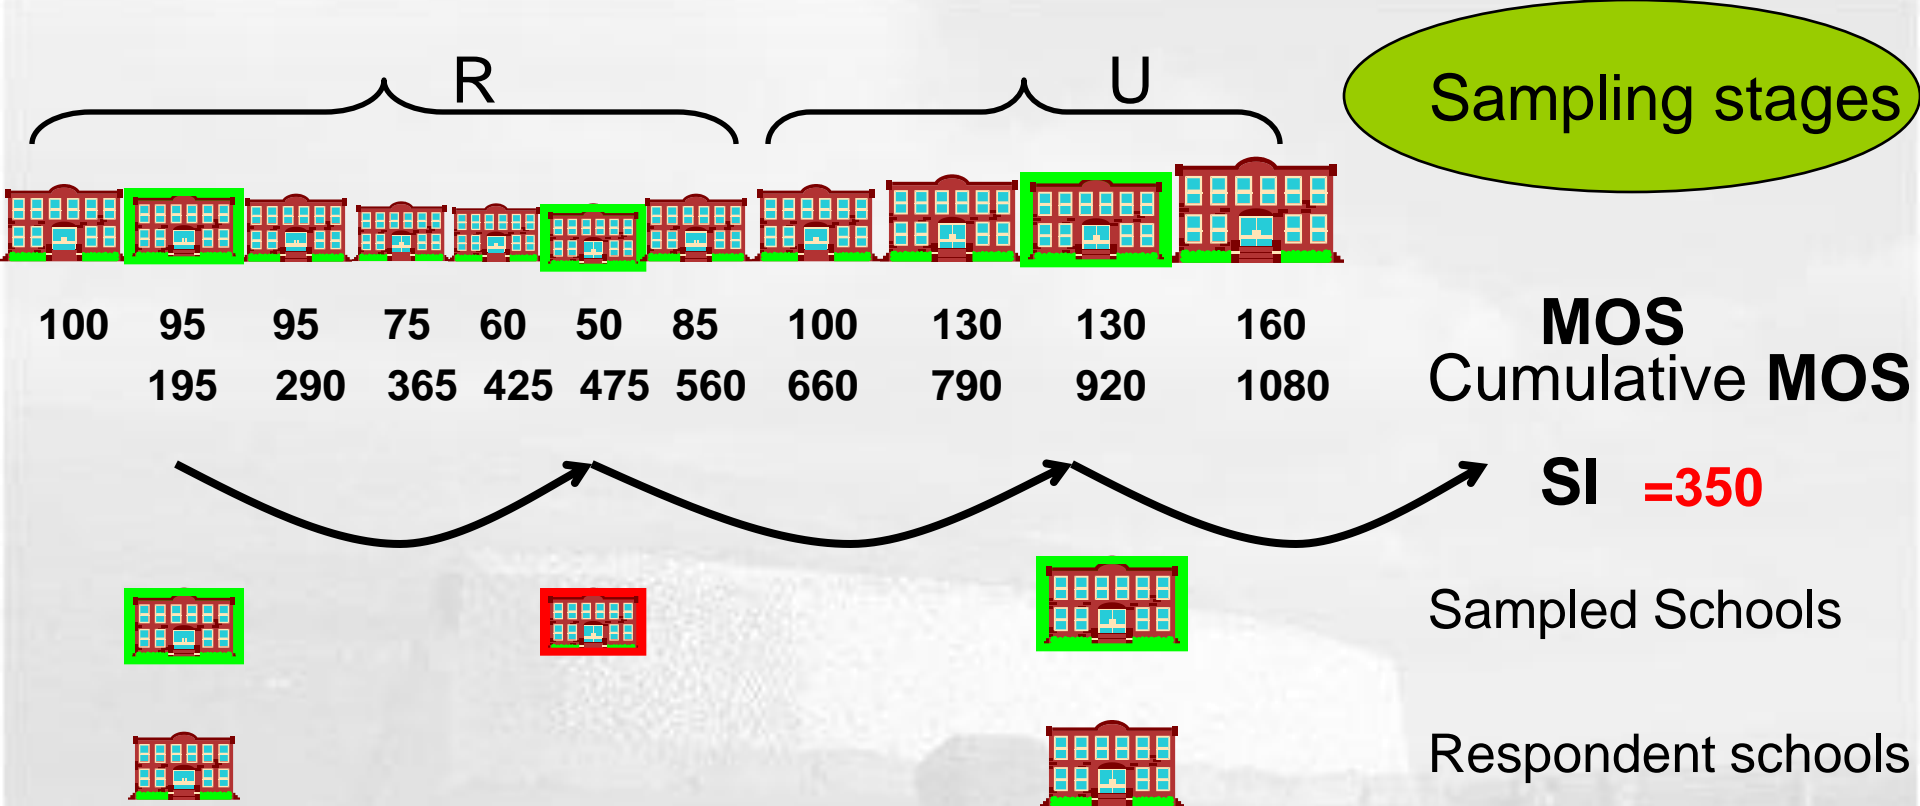 R
U
Sampling stages
100 95 95 75 60 50 85 100 130 130 160 MOS
195 290 365 425 475 560 660 790 920 1080 Cumulative MOS
SI =350
Sampled Schools
Respondent schools